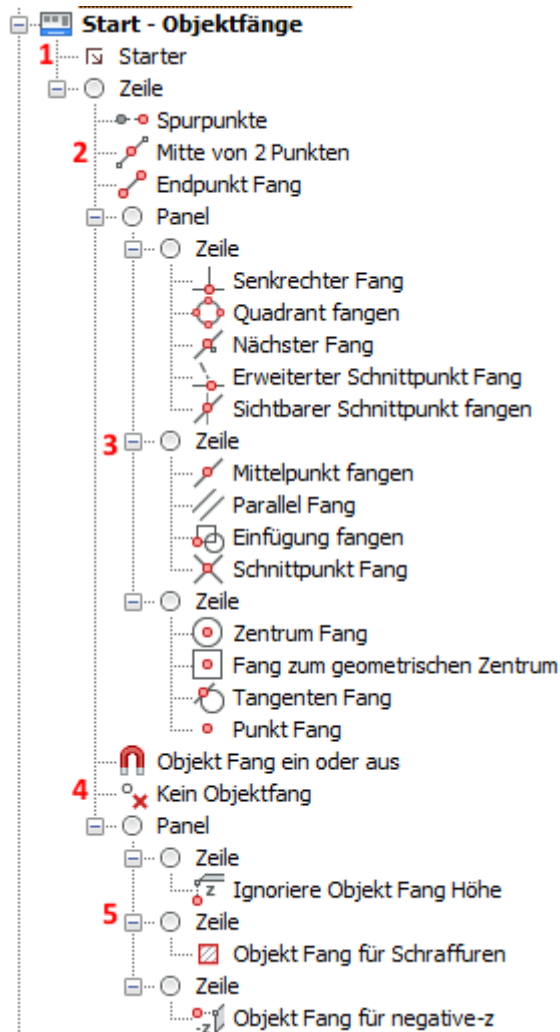 Start - Objektfänge
1 Starter
Zeile
Spurpunkte
2 Mitte von 2 Punkten
Endpunkt Fang
Panel
Zeile
Senkrechter Fang
Quadrant fangen
Nächster Fang
Erweiterter Schnittpunkt Fang
Sichtbarer Schnittpunkt fangen
3 Zeile
Mittelpunkt fangen
Parallel Fang
Einfügung fangen
Schnittpunkt Fang
Zeile
Zentrum Fang
Fang zum geometrischen Zentrum
Tangenten Fang
Punkt Fang
Objekt Fang ein oder aus
4 Kein Objektfang
Panel
Zeile
z Ignoriere Objekt Fang Höhe
5 Zeile
Objekt Fang für Schraffuren
Zeile
-z Objekt Fang für negative-z